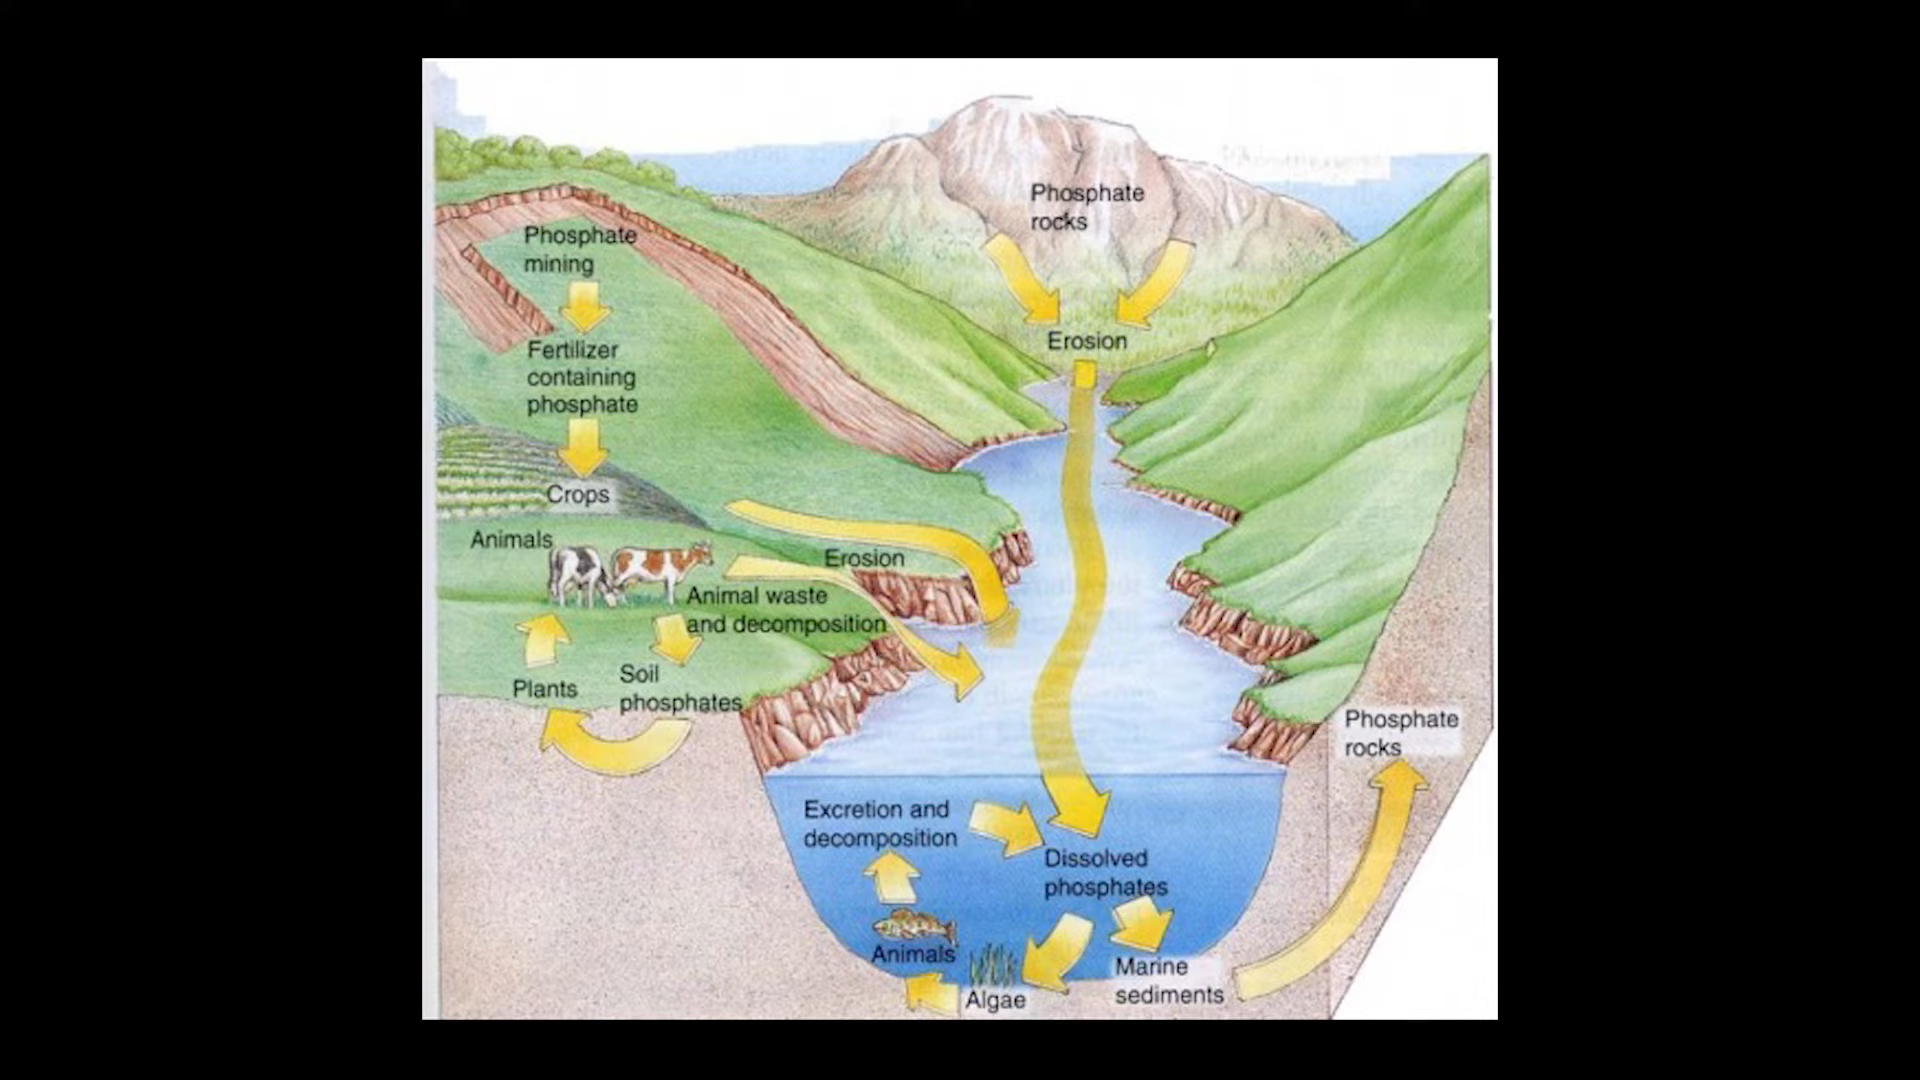 Phosphate
rocks
Phosphate
mining
Erosion
Fertilizer
containing
phosphate
Crops
Animals
Erosion
Animal waste
and decomposition
Soil
phosphates
Plants
Phosphate
rocks
Excretion and
decomposition
Dissolved
phosphates
Animals
Algae
Marine
sediments